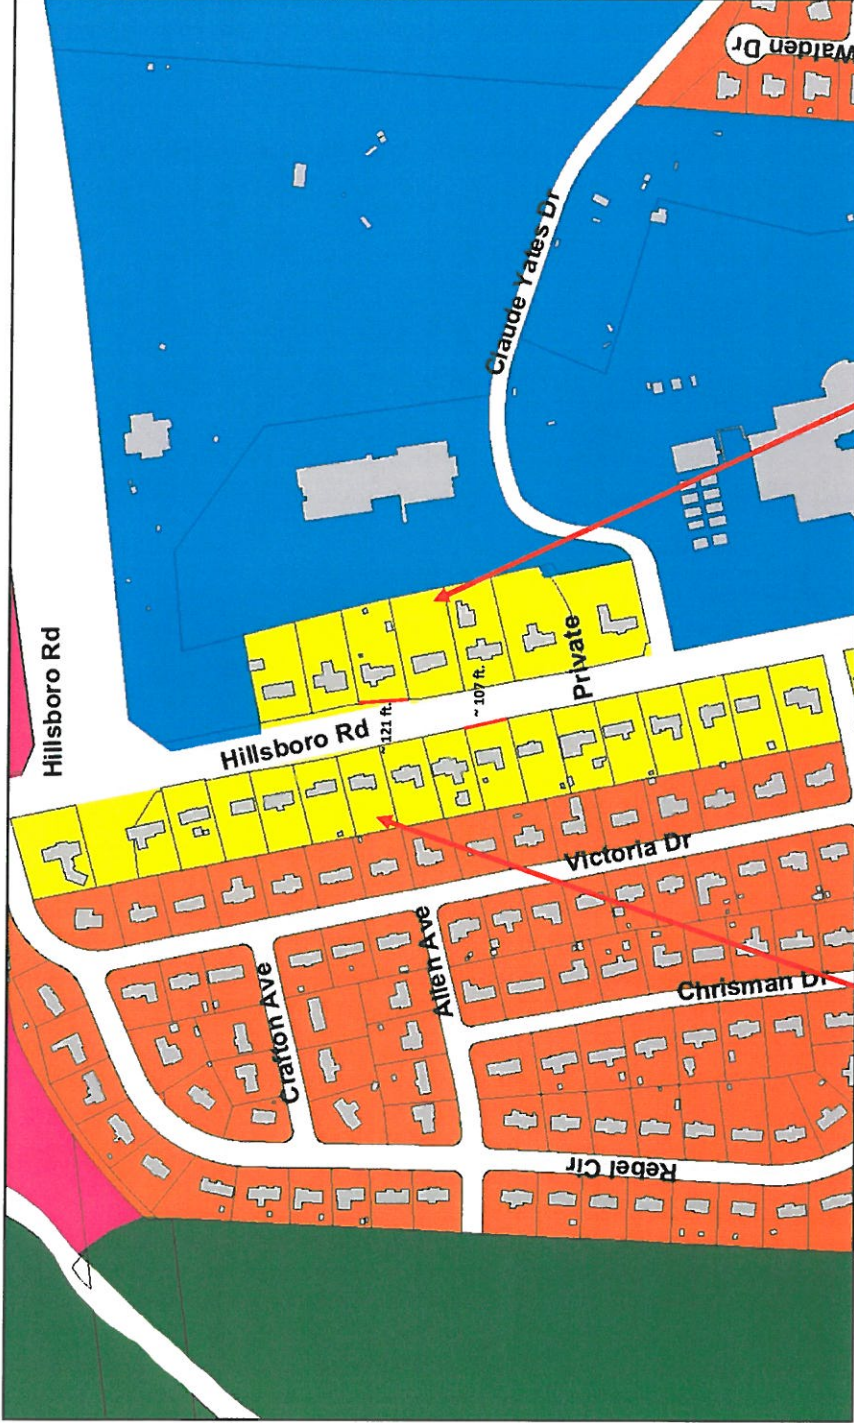 Walden Dr
Claude Yates Dr
Hillsboro Rd
Hillsboro Rd
~121 ft.
~ 107 ft.
Private
Victoria Dr
Allen Ave
Crafton Ave
Chrisman Dr
Rebel Cir